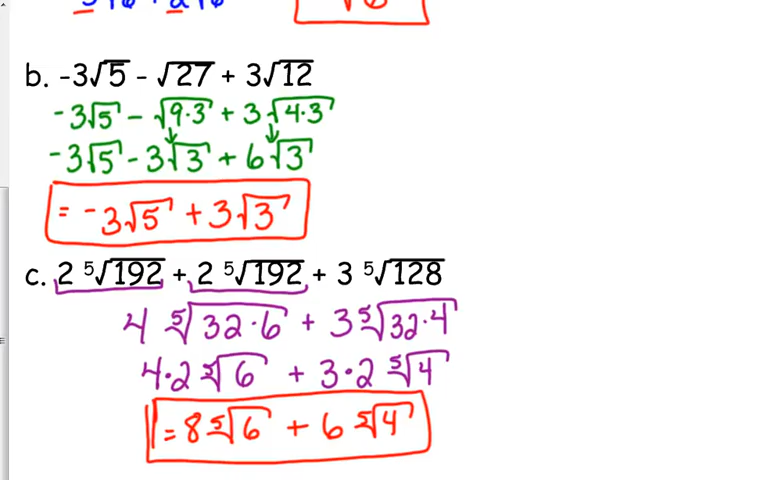 b. -3√5 - √27 + 3√12
-3√5 - √9·3 + 3√4·3
-3√5 - 3√3 + 6√3
= -3√5 + 3√3
c. 2 ⁵√192 + 2 ⁵√192 + 3 ⁵√128
4 ⁵√32·6 + 3 ⁵√32·4
4·2 ⁵√6 + 3·2 ⁵√4
= 8 ⁵√6 + 6 ⁵√4